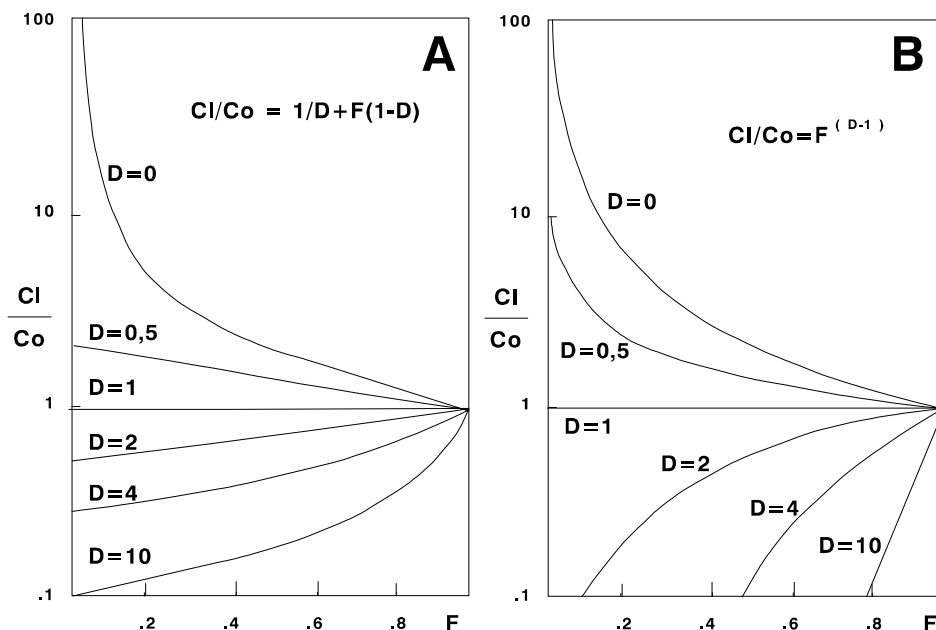 100
A
Cl/Co = 1/D+F(1-D)
D=0
10
Cl
Co
D=0,5
D=1
1
D=2
D=4
D=10
.1
.2
.4
.6
.8
F
100
B
Cl/Co=F (D-1)
D=0
10
Cl
Co
D=0,5
1
D=1
D=2
D=4
D=10
.1
.2
.4
.6
.8
F